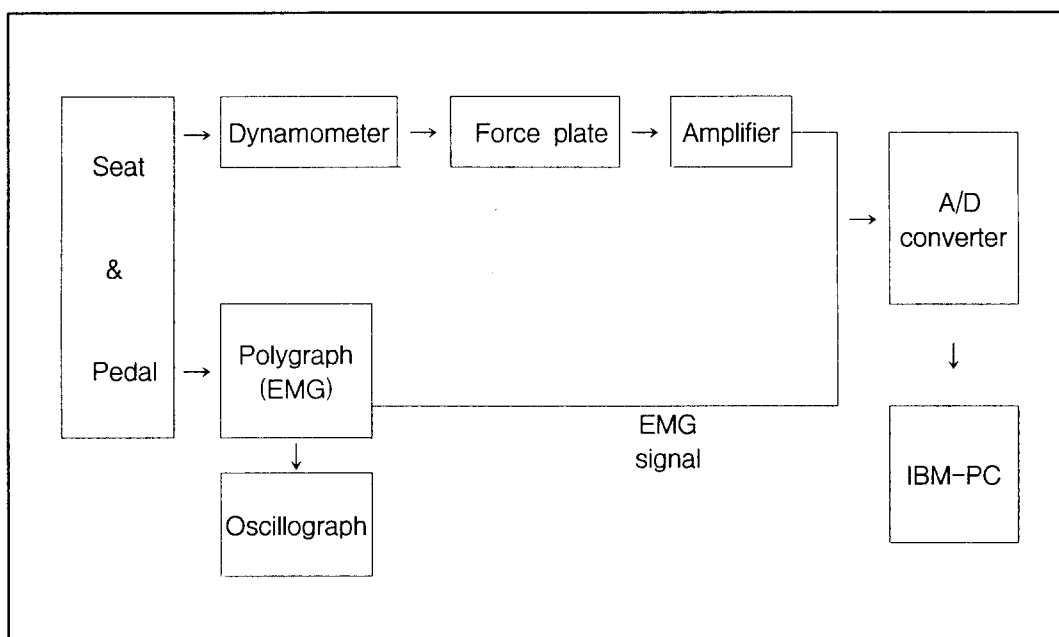 Seat
&
Pedal
→ Dynamometer → Force plate → Amplifier
→ A/D
converter
→ Polygraph
(EMG)
EMG
signal
↓
Oscillograph
↓
IBM-PC